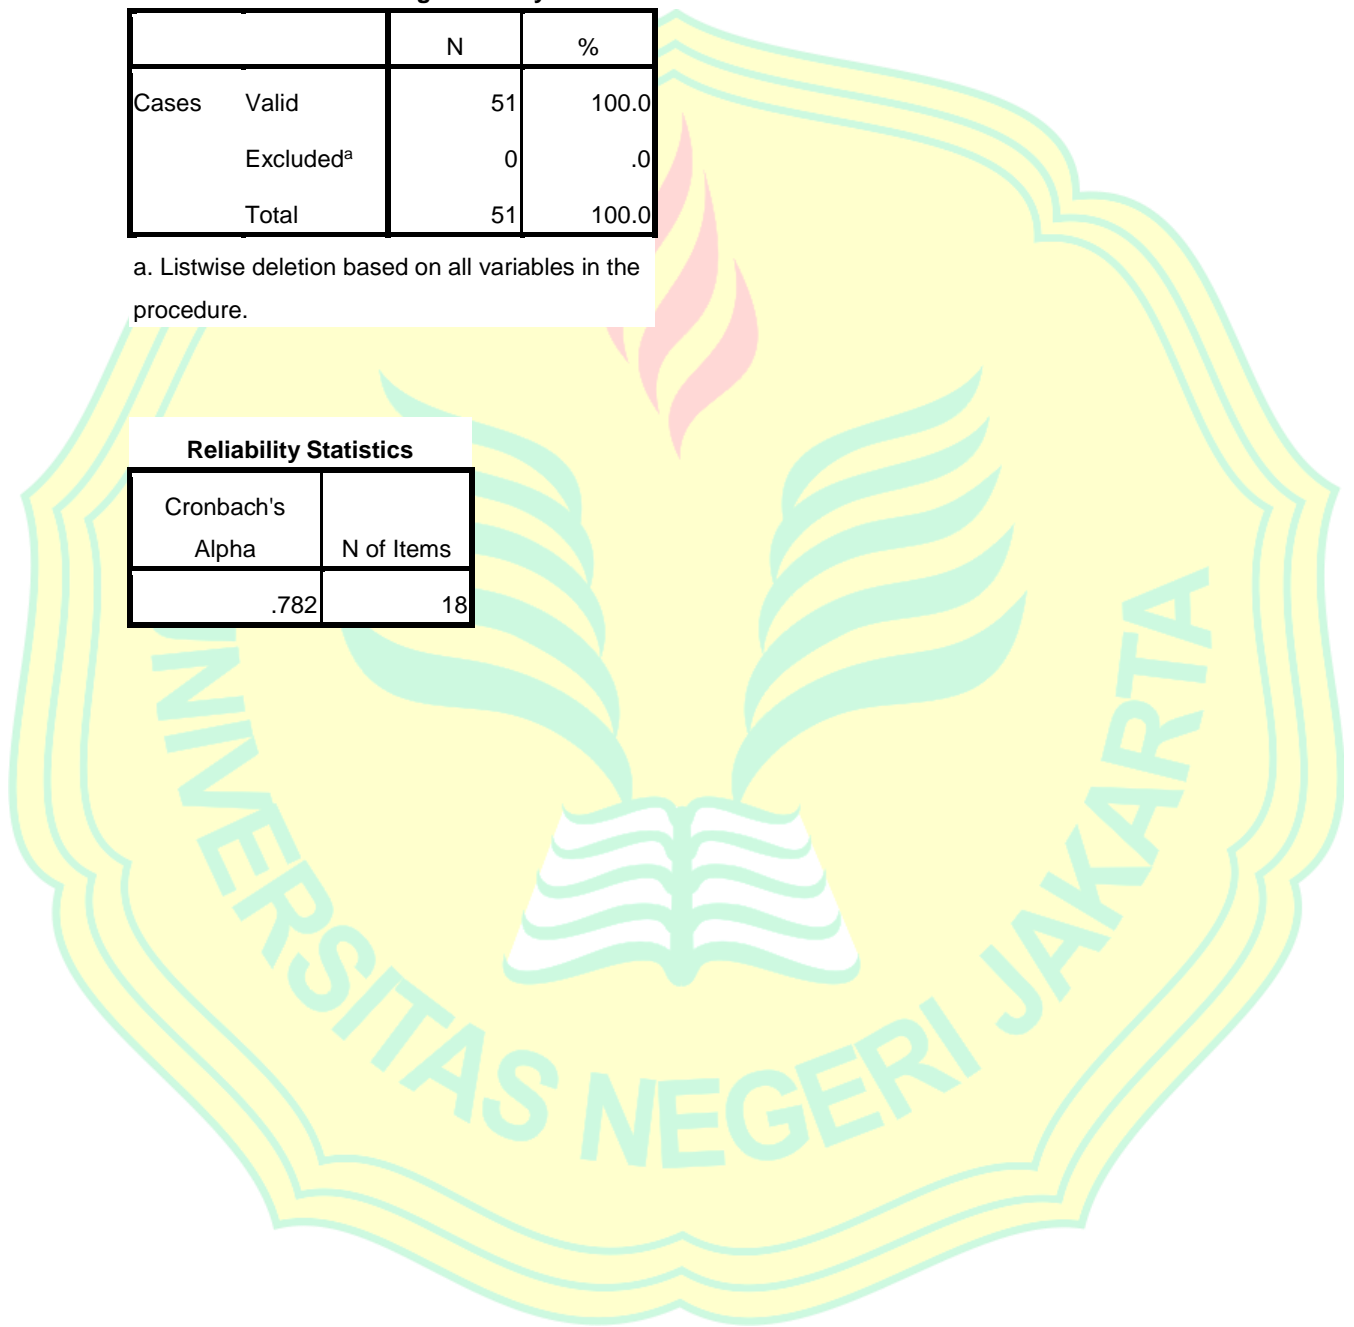 N %
Cases Valid 51 100.0
Excludedᵃ 0 .0
Total 51 100.0
a. Listwise deletion based on all variables in the
procedure.
Reliability Statistics
Cronbach's
Alpha N of Items
.782 18
UNIVERSITAS NEGERI JAKARTA